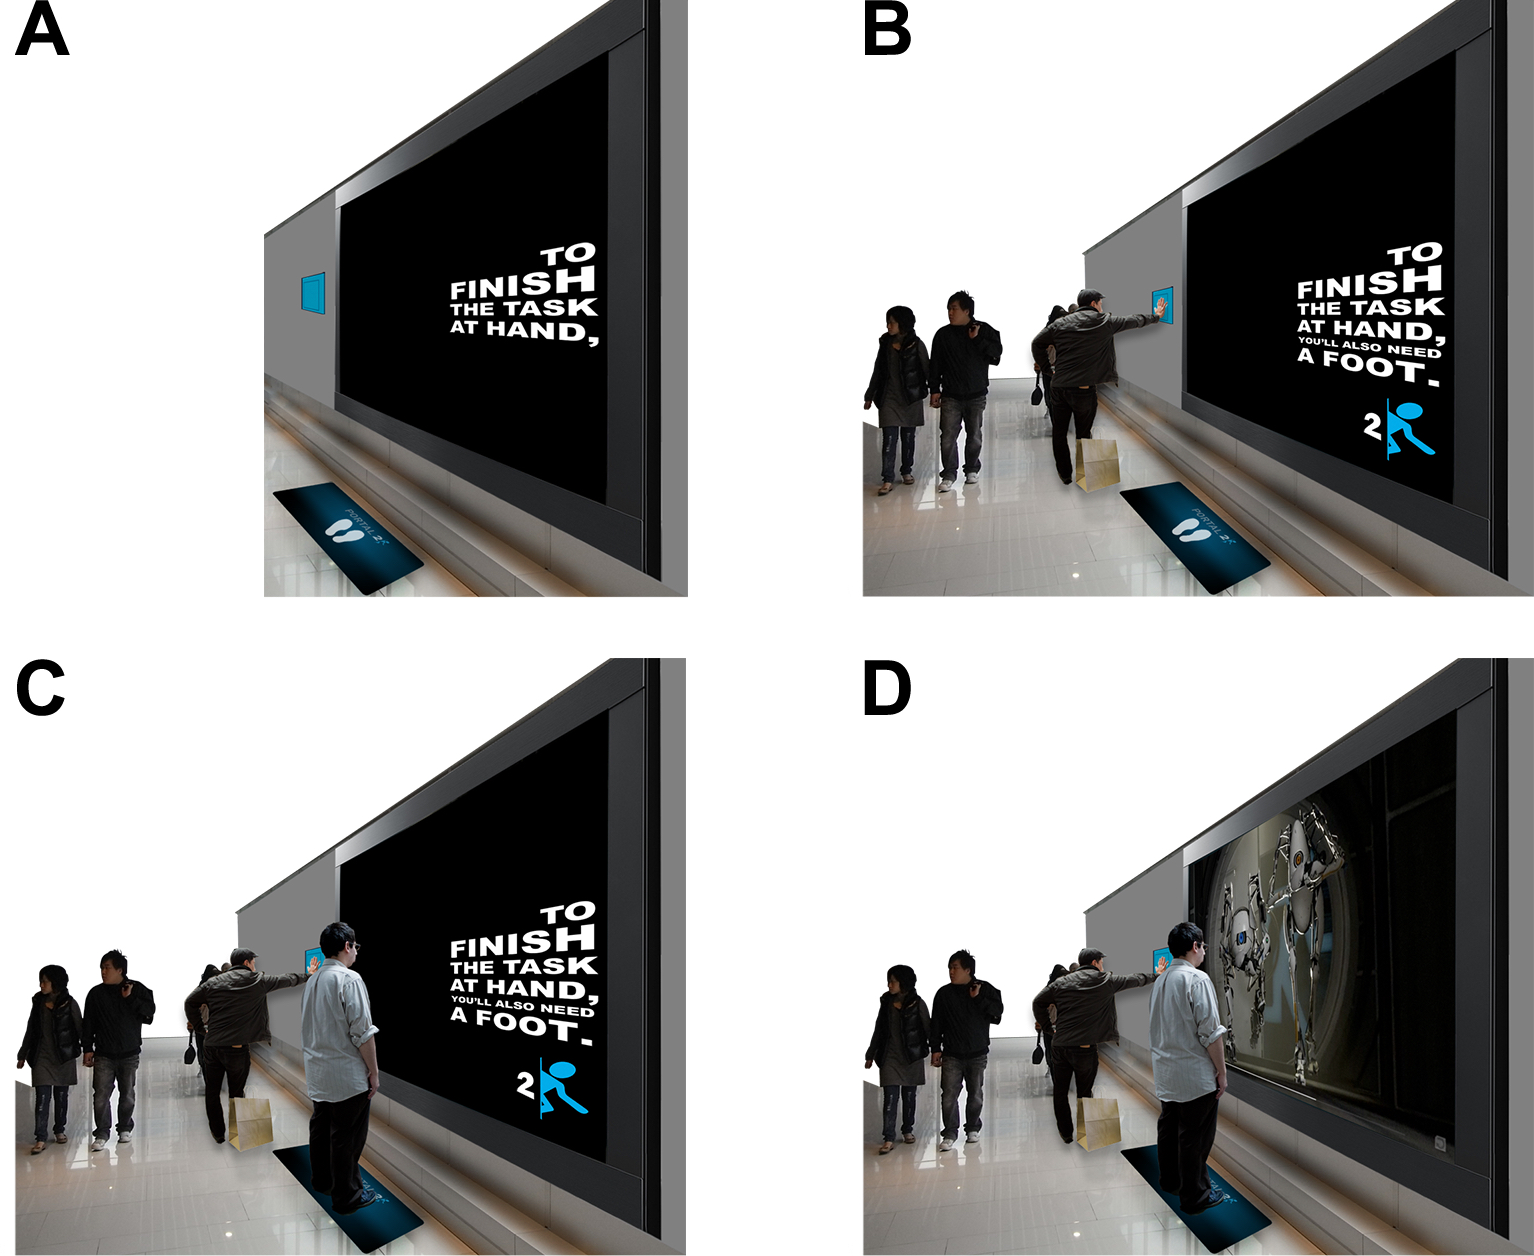 A
TO
FINISH
THE TASK
AT HAND,
PORTAL 2
B
TO
FINISH
THE TASK
AT HAND,
YOU'LL ALSO NEED
A FOOT.
2
PORTAL 2
C
TO
FINISH
THE TASK
AT HAND,
YOU'LL ALSO NEED
A FOOT.
2
D